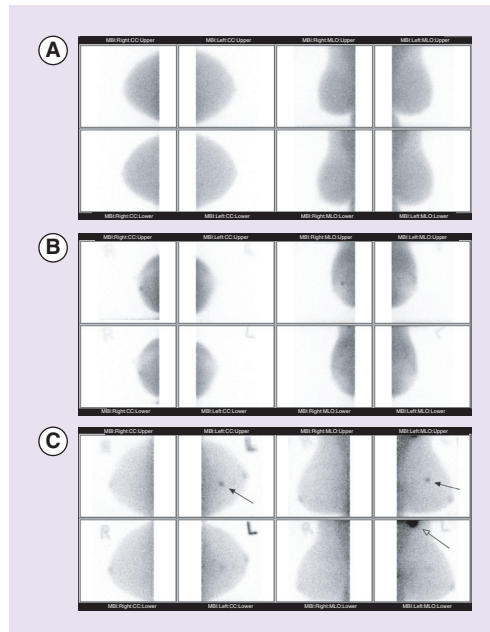 A
MBI:Right:CC:Upper MBI:Left:CC:Upper MBI:Right:MLO:Upper MBI:Left:MLO:Upper
MBI:Right:CC:Lower MBI:Left:CC:Lower MBI:Right:MLO:Lower MBI:Left:MLO:Lower
B
MBI:Right:CC:Upper MBI:Left:CC:Upper MBI:Right:MLO:Upper MBI:Left:MLO:Upper
R L
R L L
MBI:Right:CC:Lower MBI:Left:CC:Lower MBI:Right:MLO:Lower MBI:Left:MLO:Lower
C
MBI:Right:CC:Upper MBI:Left:CC:Upper MBI:Right:MLO:Upper MBI:Left:MLO:Upper
R L L
R L R L
MBI:Right:CC:Lower MBI:Left:CC:Lower MBI:Right:MLO:Lower MBI:Left:MLO:Lower